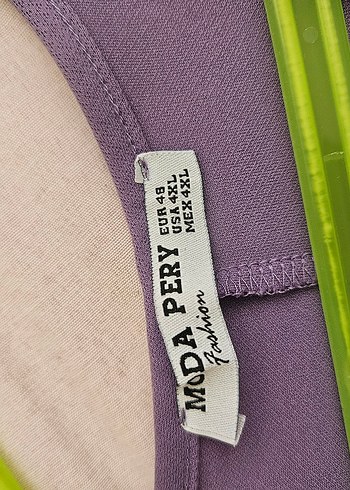 MODA PERY
Fashion
EUR 48
USA 4XL
MEX 4XL